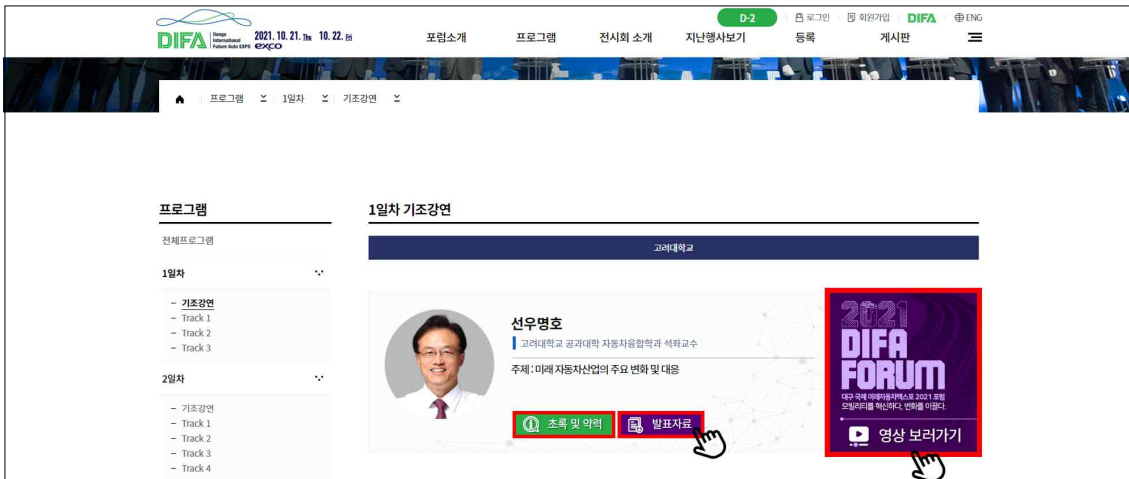 D-2 로그인 회원가입 DIFA ENG
DIFA Daegu International Future Auto EXPO 2021. 10. 21. Thu 10. 22. Fri exco
포럼소개 프로그램 전시회 소개 지난행사보기 등록 게시판
프로그램 1일차 기조강연
프로그램
전체프로그램
1일차
– 기조강연
– Track 1
– Track 2
– Track 3
2일차
– 기조강연
– Track 1
– Track 2
– Track 3
– Track 4
1일차 기조강연
고려대학교
선우명호
고려대학교 공과대학 자동차융합학과 석좌교수
주제 : 미래 자동차산업의 주요 변화 및 대응
초록 및 약력 발표자료
2021
DIFA
FORUM
대구 국제 미래자동차엑스포 2021 포럼
모빌리티를 혁신하다, 변화를 이끌다.
영상 보러가기